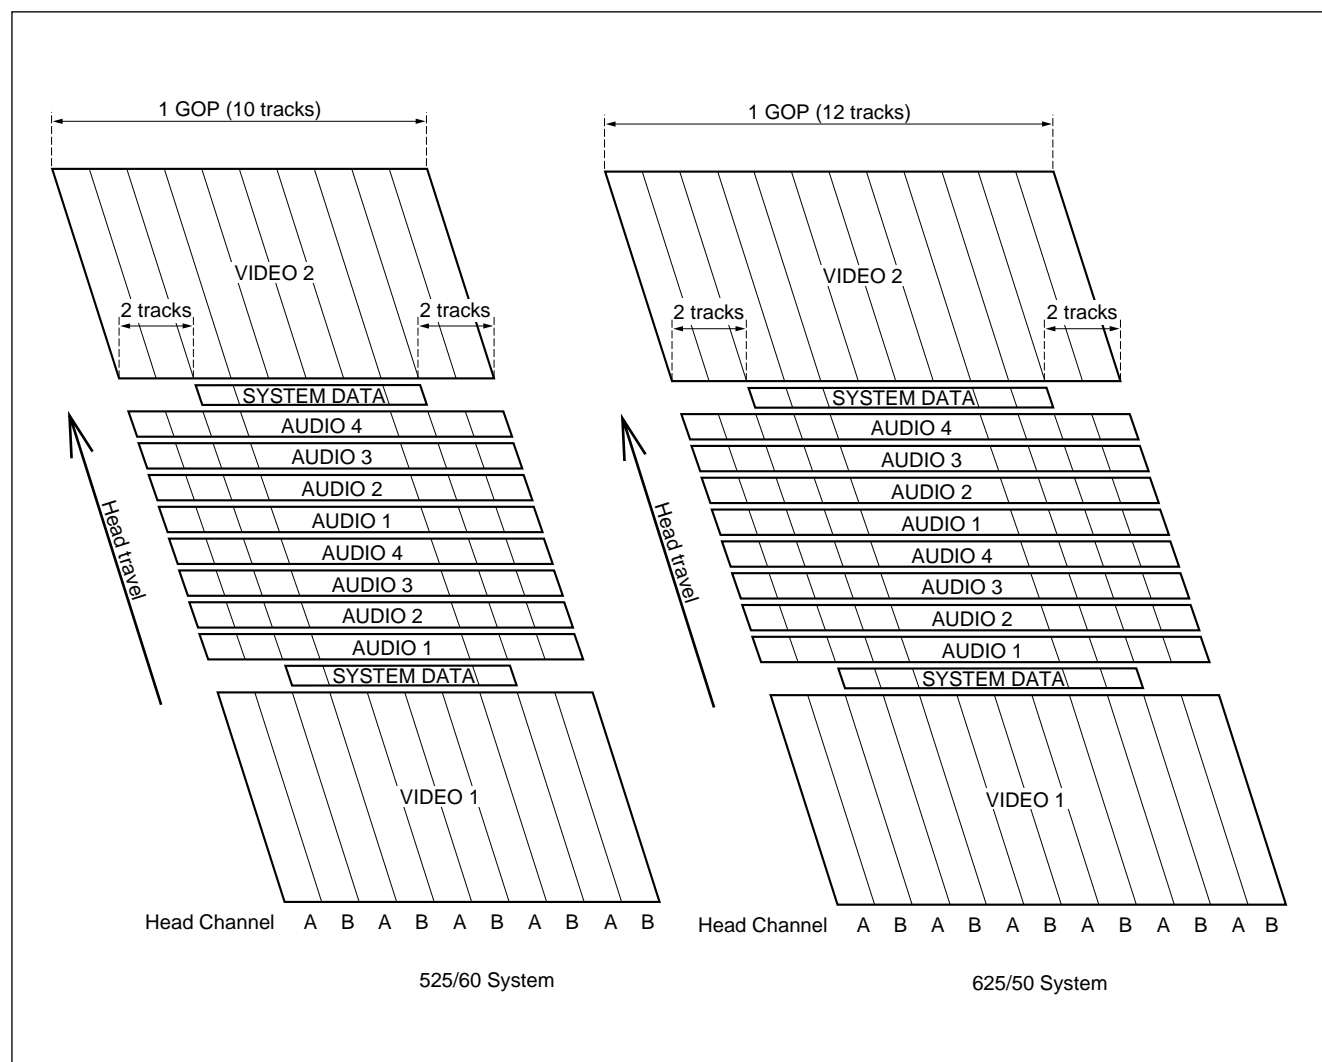 1 GOP (10 tracks)
VIDEO 2
2 tracks
2 tracks
SYSTEM DATA
AUDIO 4
AUDIO 3
AUDIO 2
AUDIO 1
AUDIO 4
AUDIO 3
AUDIO 2
AUDIO 1
SYSTEM DATA
Head travel
VIDEO 1
Head Channel A B A B A B A B A B
525/60 System
1 GOP (12 tracks)
VIDEO 2
2 tracks
2 tracks
SYSTEM DATA
AUDIO 4
AUDIO 3
AUDIO 2
AUDIO 1
AUDIO 4
AUDIO 3
AUDIO 2
AUDIO 1
SYSTEM DATA
Head travel
VIDEO 1
Head Channel A B A B A B A B A B A B
625/50 System